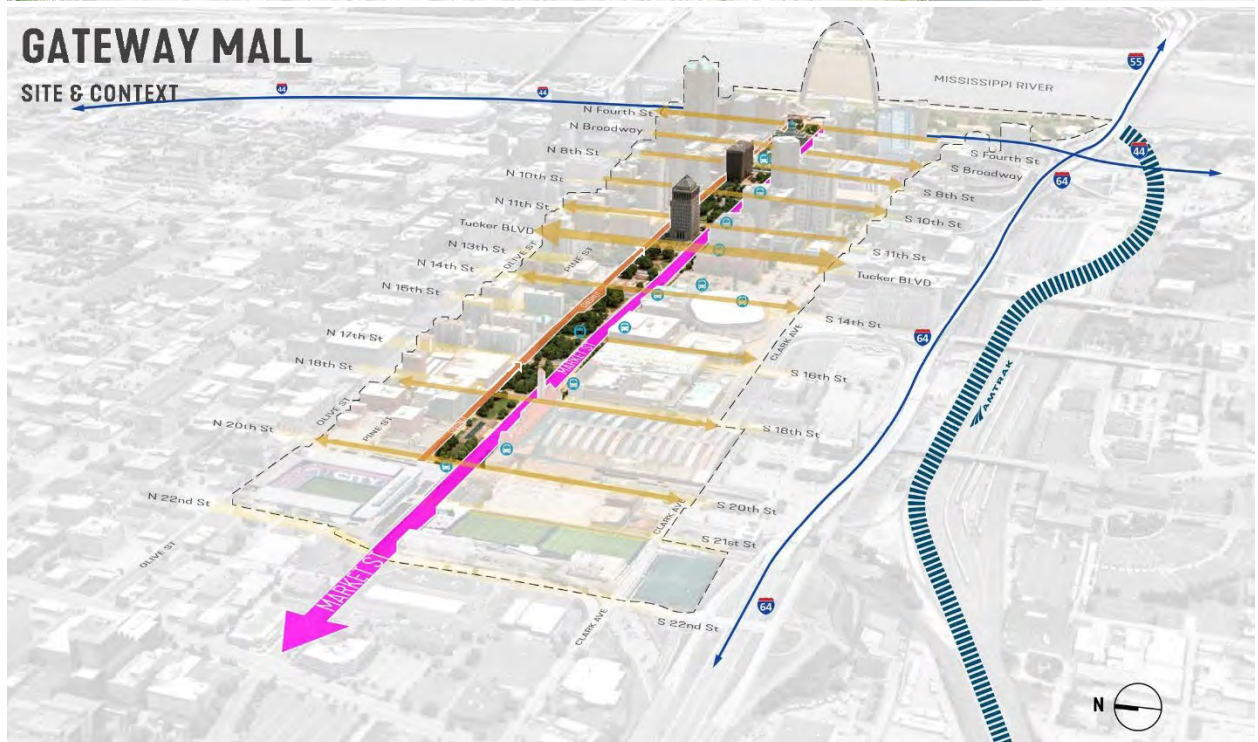 GATEWAY MALL
SITE & CONTEXT
44
44
55
MISSISSIPPI RIVER
N Fourth St
N Broadway
N 8th St
N 10th St
N 11th St
Tucker BLVD
N 13th St
N 14th St
N 15th St
N 17th St
N 18th St
N 20th St
N 22nd St
OLIVE ST
PINE ST
OLIVE ST
PINE ST
OLIVE ST
S Fourth St
S Broadway
S 8th St
S 10th St
S 11th St
Tucker BLVD
S 14th St
S 16th St
S 18th St
S 20th St
S 21st St
S 22nd St
CLARK AVE
CLARK AVE
CLARK AVE
MARKET ST
MARKET ST
CITY
44
64
64
64
AMTRAK
N